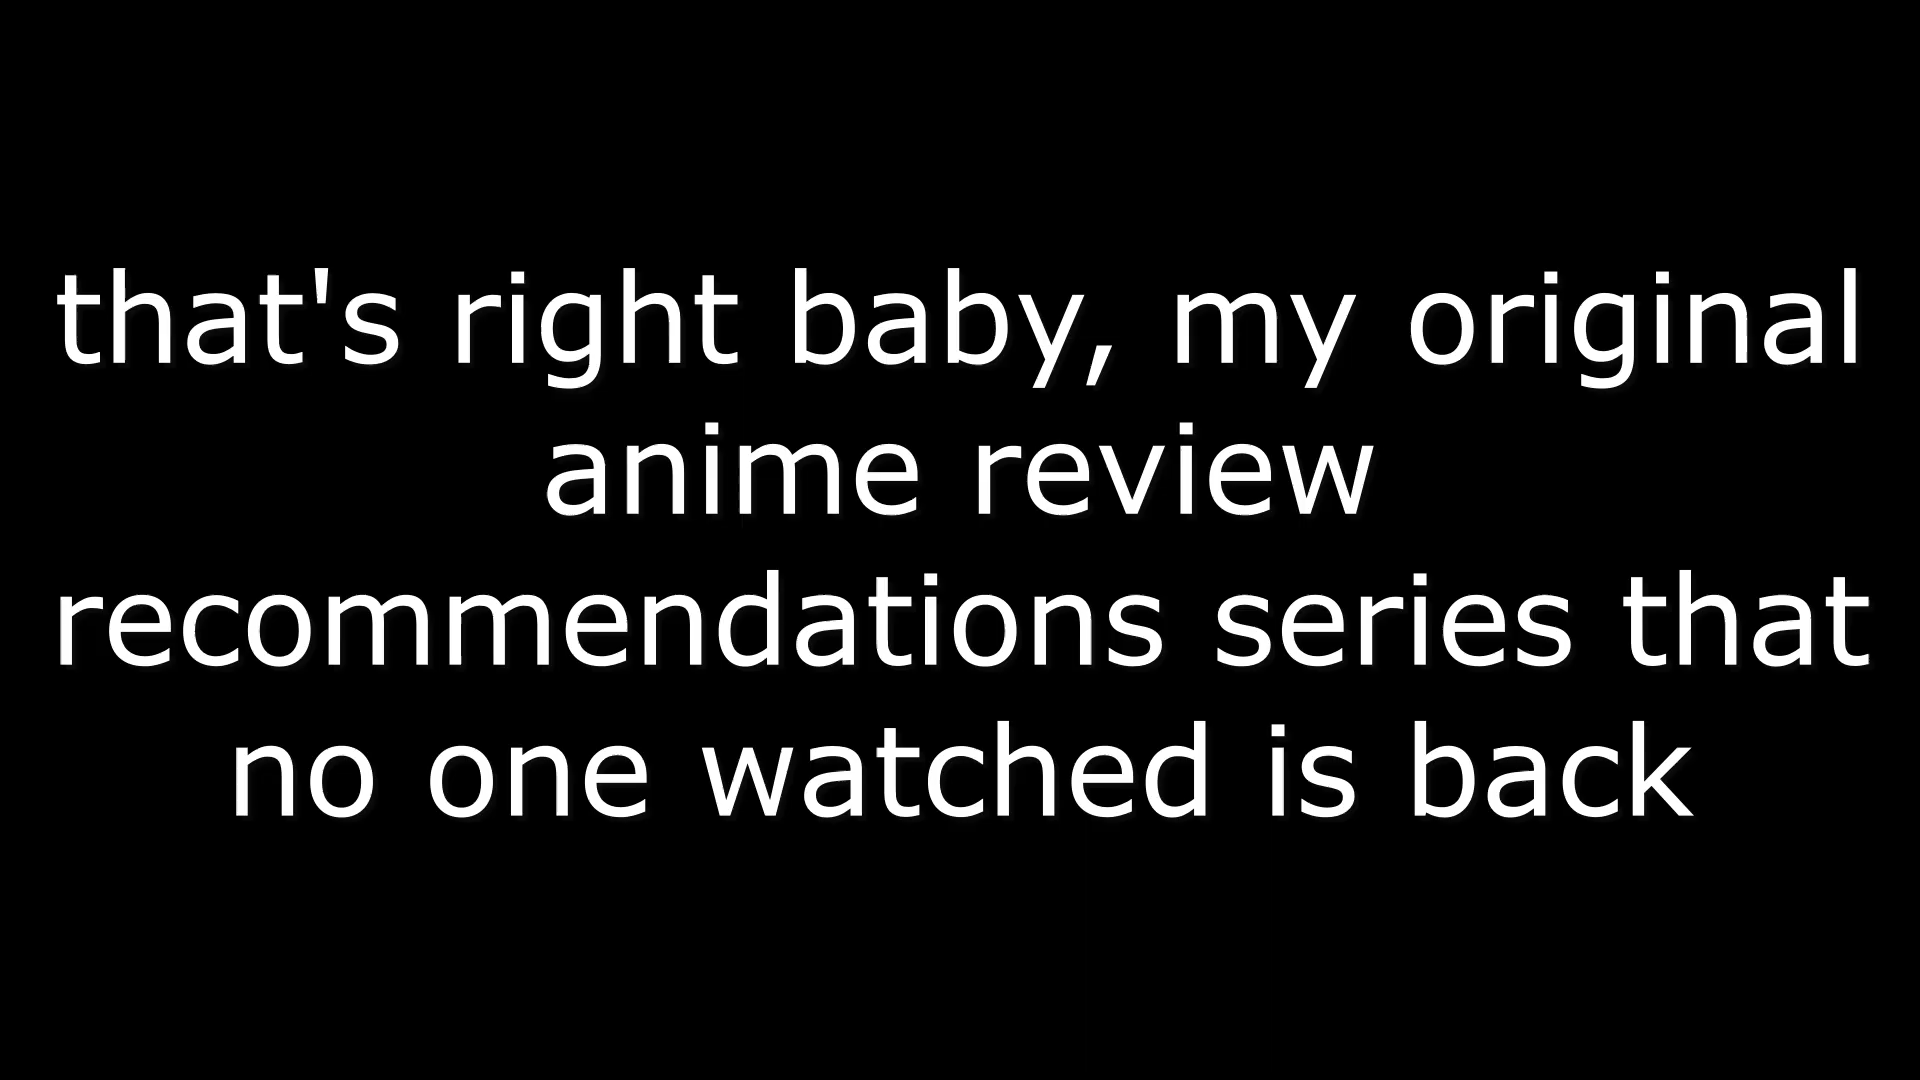 that's right baby, my original
anime review
recommendations series that
no one watched is back